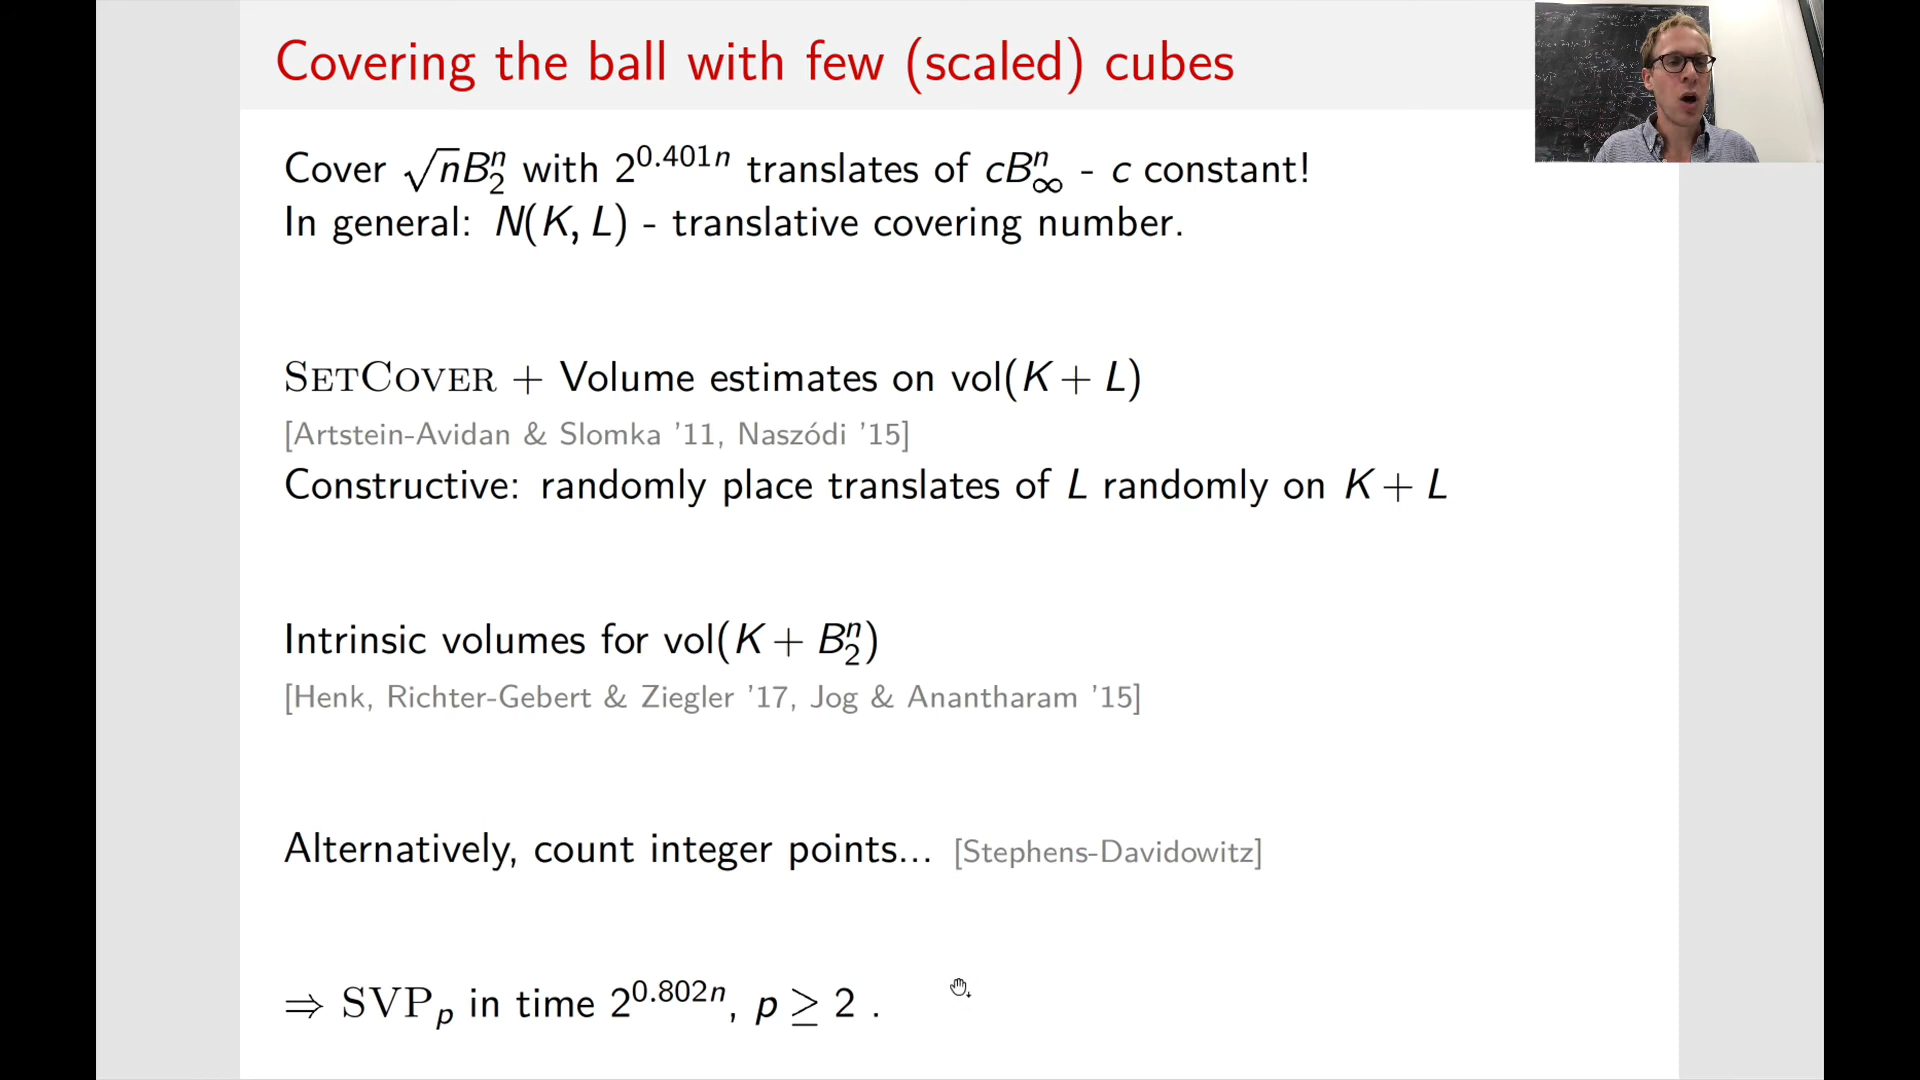 Covering the ball with few (scaled) cubes
Cover √nB₂ⁿ with 2^{0.401n} translates of cB_∞ⁿ - c constant!
In general: N(K, L) - translative covering number.
SETCOVER + Volume estimates on vol(K + L)
[Artstein-Avidan & Slomka '11, Naszódi '15]
Constructive: randomly place translates of L randomly on K + L
Intrinsic volumes for vol(K + B₂ⁿ)
[Henk, Richter-Gebert & Ziegler '17, Jog & Anantharam '15]
Alternatively, count integer points... [Stephens-Davidowitz]
⇒ SVP_p in time 2^{0.802n}, p ≥ 2 .